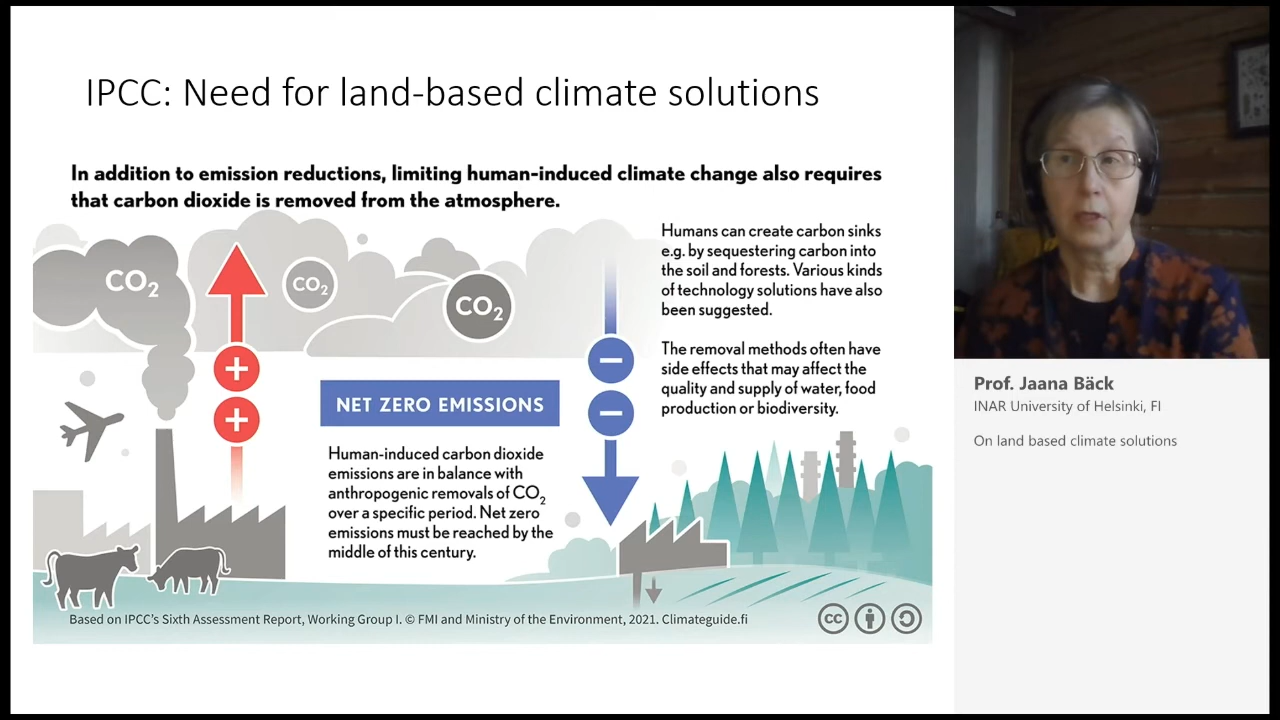 IPCC: Need for land-based climate solutions
In addition to emission reductions, limiting human-induced climate change also requires
that carbon dioxide is removed from the atmosphere.
CO2
CO2
CO2
Humans can create carbon sinks
e.g. by sequestering carbon into
the soil and forests. Various kinds
of technology solutions have also
been suggested.
The removal methods often have
side effects that may affect the
quality and supply of water, food
production or biodiversity.
NET ZERO EMISSIONS
Human-induced carbon dioxide
emissions are in balance with
anthropogenic removals of CO2
over a specific period. Net zero
emissions must be reached by the
middle of this century.
Based on IPCC's Sixth Assessment Report, Working Group I. © FMI and Ministry of the Environment, 2021. Climateguide.fi
cc
Prof. Jaana Bäck
INAR University of Helsinki, FI
On land based climate solutions